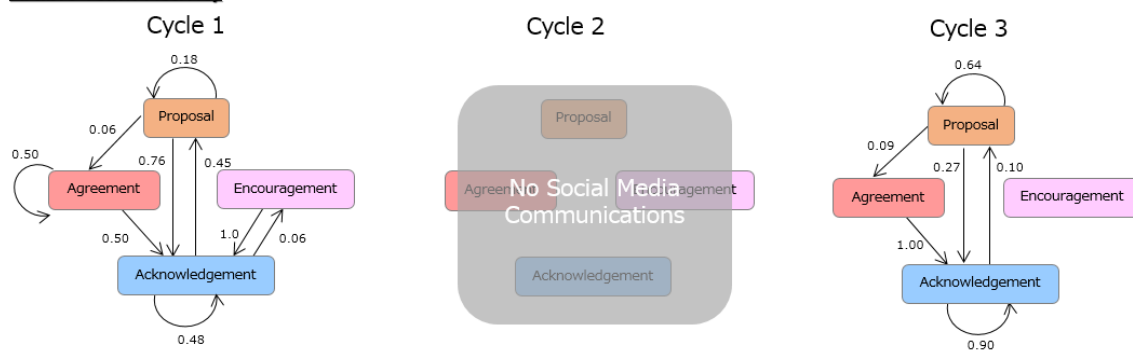 Cycle 1
0.18
Proposal
0.06
0.50
0.76
0.45
Agreement
Encouragement
0.50
1.0
0.06
Acknowledgement
0.48
Cycle 2
Proposal
Agreement
Encouragement
No Social Media
Communications
Acknowledgement
Cycle 3
0.64
Proposal
0.09
0.27
0.10
Agreement
Encouragement
1.00
Acknowledgement
0.90